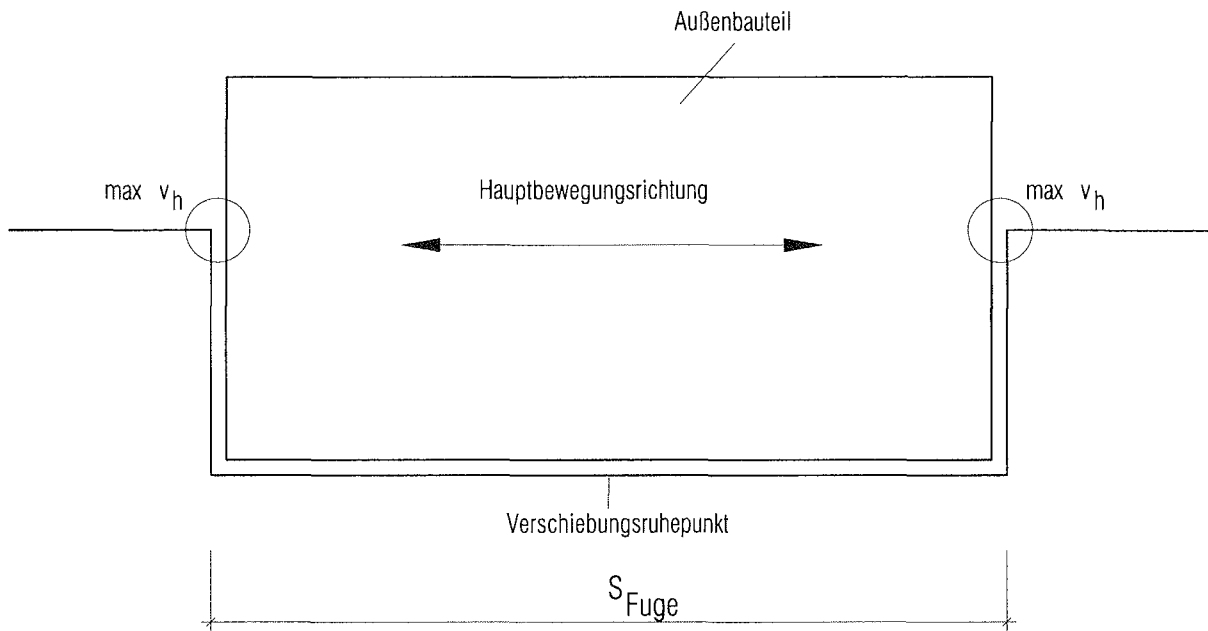 Außenbauteil
max v_h
Hauptbewegungsrichtung
max v_h
Verschiebungsruhepunkt
S_Fuge